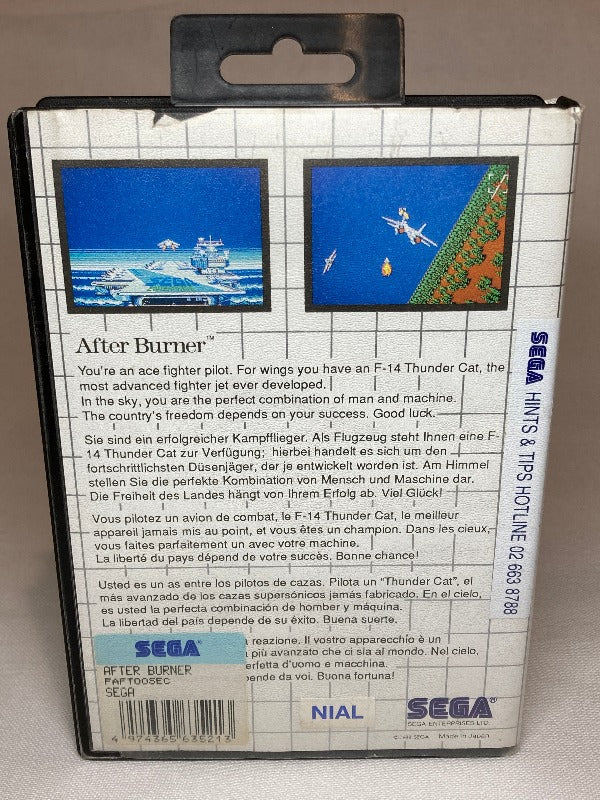 After Burner™
You're an ace fighter pilot. For wings you have an F-14 Thunder Cat, the
most advanced fighter jet ever developed.
In the sky, you are the perfect combination of man and machine.
The country's freedom depends on your success. Good luck.
Sie sind ein erfolgreicher Kampfflieger. Als Flugzeug steht Ihnen eine F-
14 Thunder Cat zur Verfügung; hierbei handelt es sich um den
fortschrittlichsten Düsenjäger, der je entwickelt worden ist. Am Himmel
stellen Sie die perfekte Kombination von Mensch und Maschine dar.
Die Freiheit des Landes hängt von Ihrem Erfolg ab. Viel Glück!
Vous pilotez un avion de combat, le F-14 Thunder Cat, le meilleur
appareil jamais mis au point, et vous êtes un champion. Dans les cieux,
vous faites parfaitement un avec votre machine.
La liberté du pays dépend de votre succès. Bonne chance!
Usted es un as entre los pilotos de cazas. Pilota un "Thunder Cat", el
más avanzado de los cazas supersónicos jamás fabricado. En el cielo,
es usted la perfecta combinación de homber y máquina.
La libertad del país depende de su éxito. Buena suerte.
reazione. Il vostro apparecchio è un
più avanzato che ci sia al mondo. Nel cielo,
erfetta d'uomo e macchina.
pende da voi. Buona fortuna!
SEGA®
AFTER BURNER
FAFTOOSEC
SEGA
4 974365 635213
NIAL
SEGA®
SEGA ENTERPRISES LTD.
SEGA Made in Japan
SEGA HINTS & TIPS HOTLINE 02 663 8788